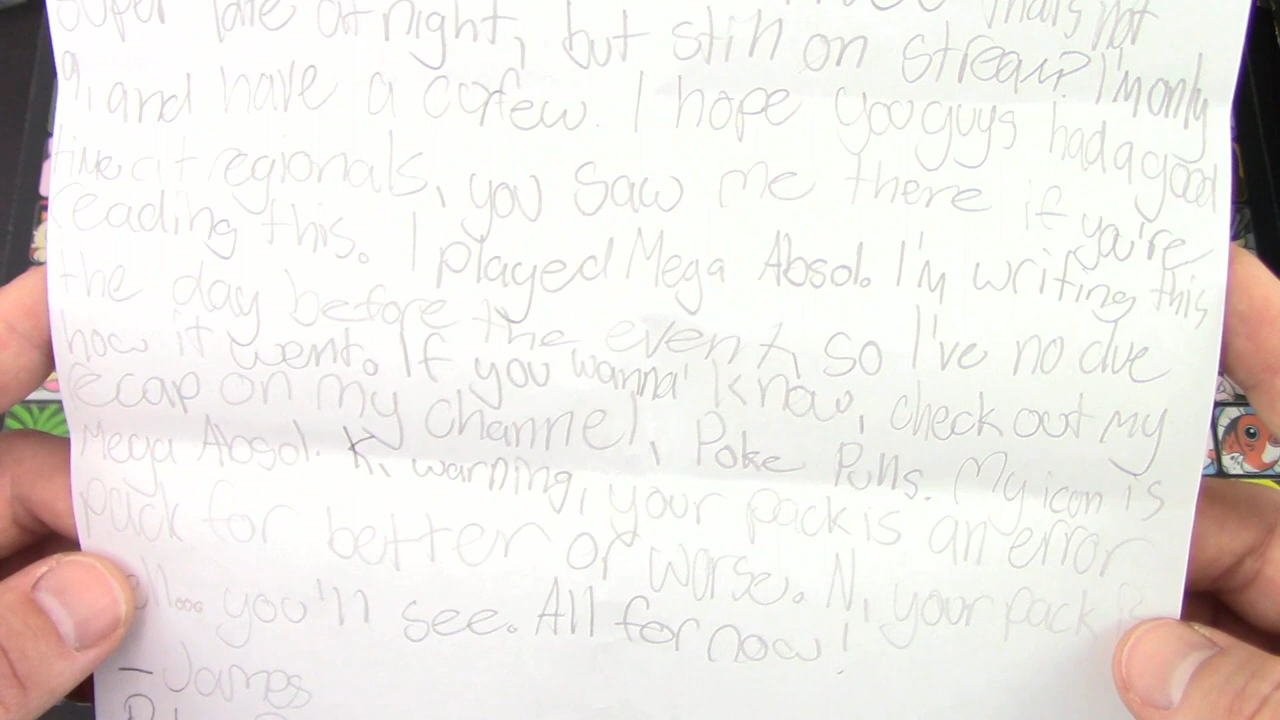 super late at night, but still on stream? I'm only
9, and have a curfew. I hope you guys had a good
time at regionals, you saw me there if you're
reading this. I played Mega Absol. I'm writing this
the day before the event, so I've no clue
how it went. If you wanna' know, check out my
recap on my channel, Poke Pulls. My icon is
Mega Absol. K, warning, your pack is an error
pack for better or worse. N, your pack is
well... you'll see. All for now!
- James